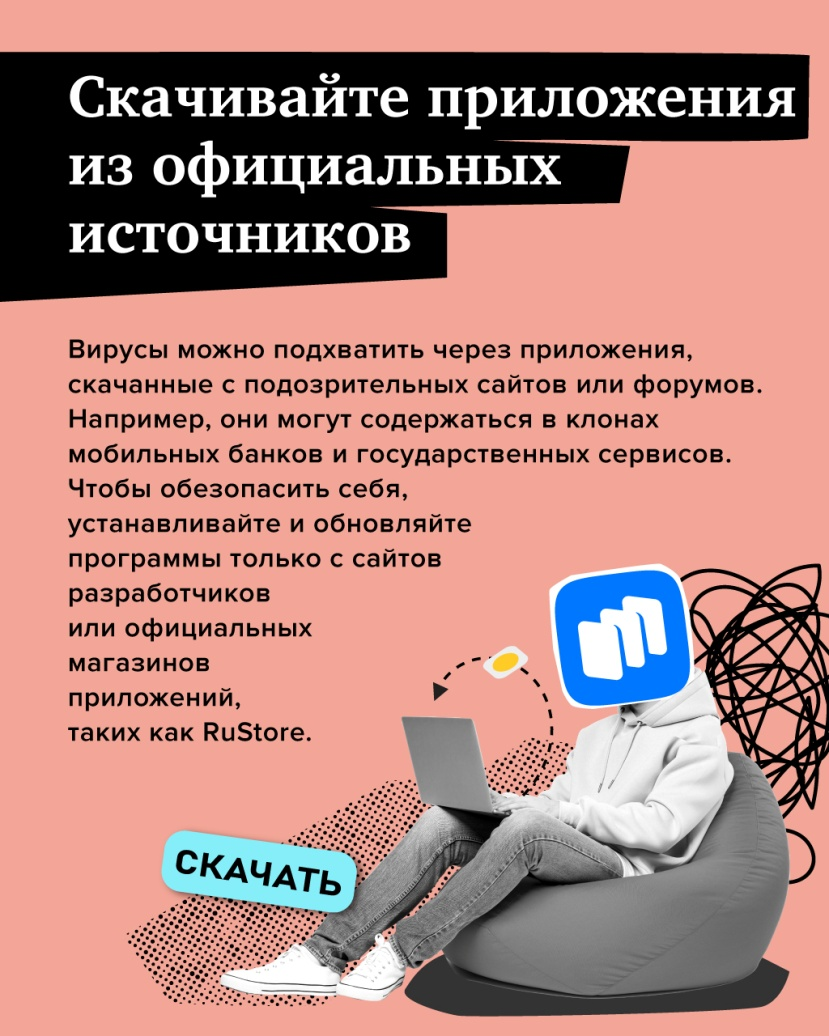 Скачивайте приложения
из официальных
источников
Вирусы можно подхватить через приложения,
скачанные с подозрительных сайтов или форумов.
Например, они могут содержаться в клонах
мобильных банков и государственных сервисов.
Чтобы обезопасить себя,
устанавливайте и обновляйте
программы только с сайтов
разработчиков
или официальных
магазинов
приложений,
таких как RuStore.
СКАЧАТЬ